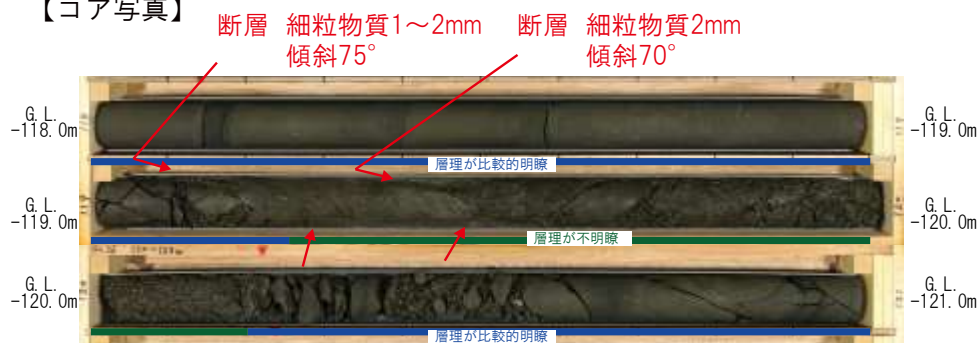 【コア写真】
断層 細粒物質1～2mm
傾斜75°
断層 細粒物質2mm
傾斜70°
G.L.
-118.0m
G.L.
-119.0m
層理が比較的明瞭
G.L.
-119.0m
G.L.
-120.0m
層理が不明瞭
G.L.
-120.0m
G.L.
-121.0m
層理が比較的明瞭